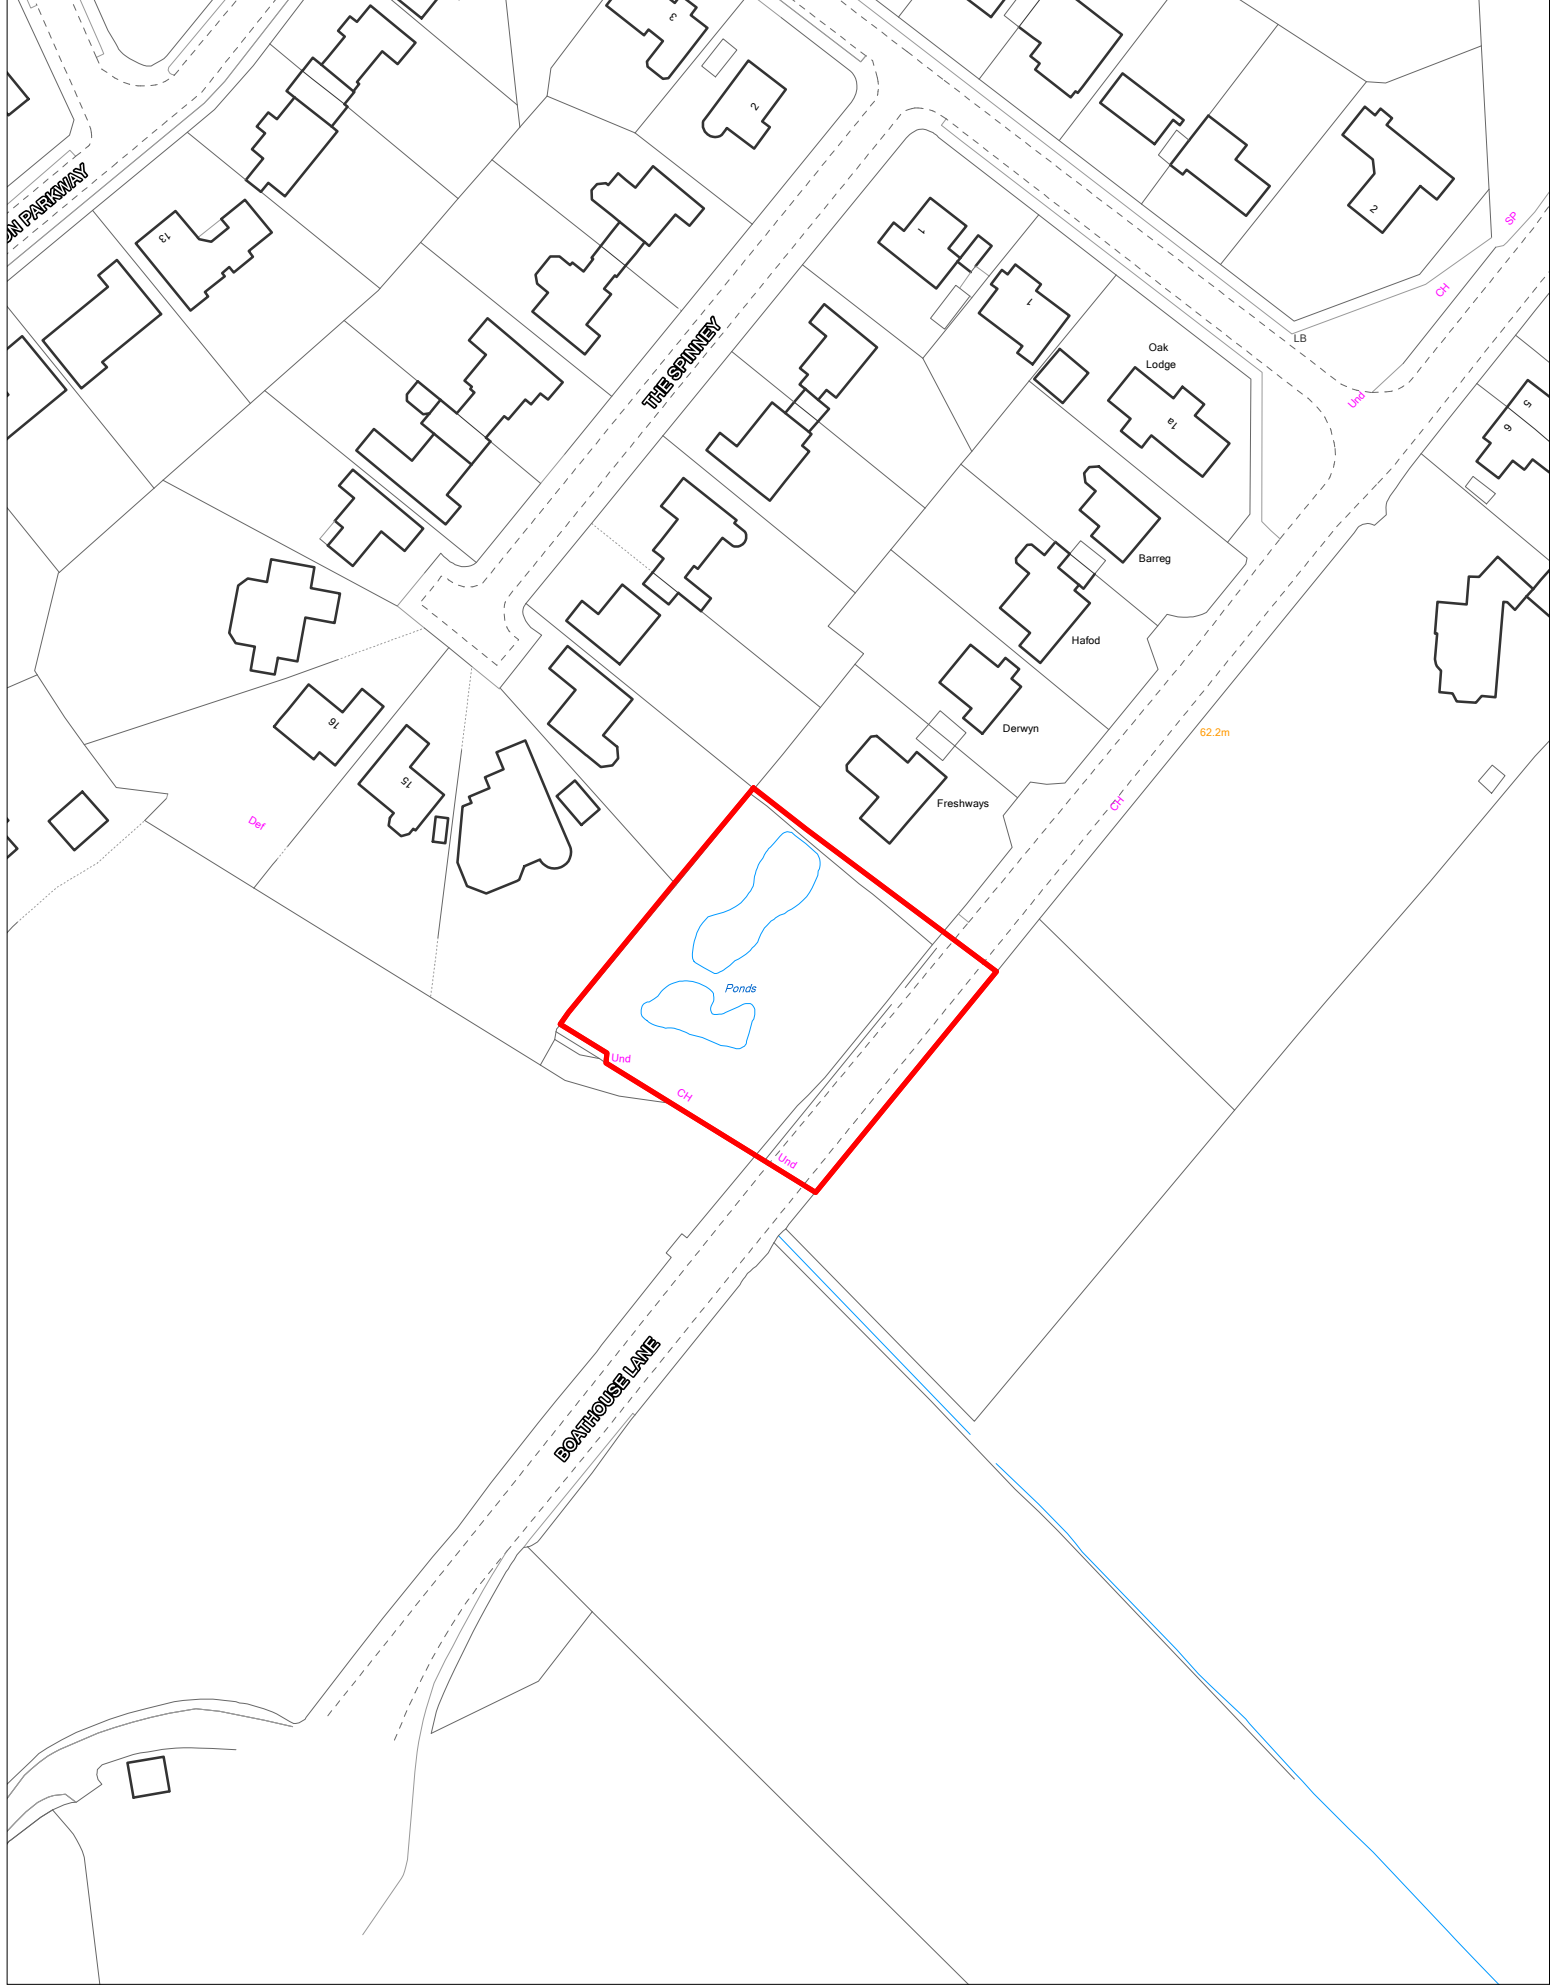 3
2
ON PARKWAY
13
2
SP
1
CH
1
THE SPINNEY
LB
Oak
Lodge
Und
5
1a
6
Barreg
Hafod
16
Derwyn
62.2m
15
Freshways
CH
Def
Ponds
Und
CH
Und
BOATHOUSE LANE